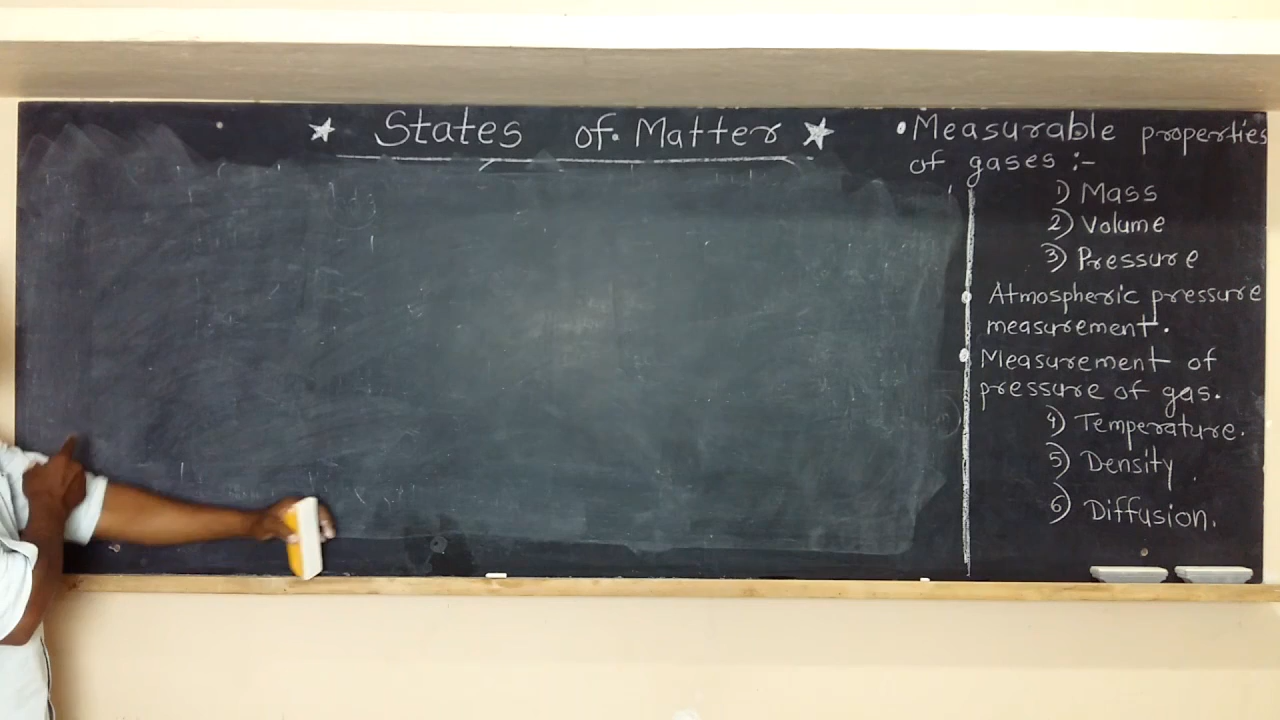 ★ States of Matter ★
• Measurable properties
of gases :-
1) Mass
2) Volume
3) Pressure
• Atmospheric pressure
measurement.
• Measurement of
pressure of gas.
4) Temperature.
5) Density.
6) Diffusion.